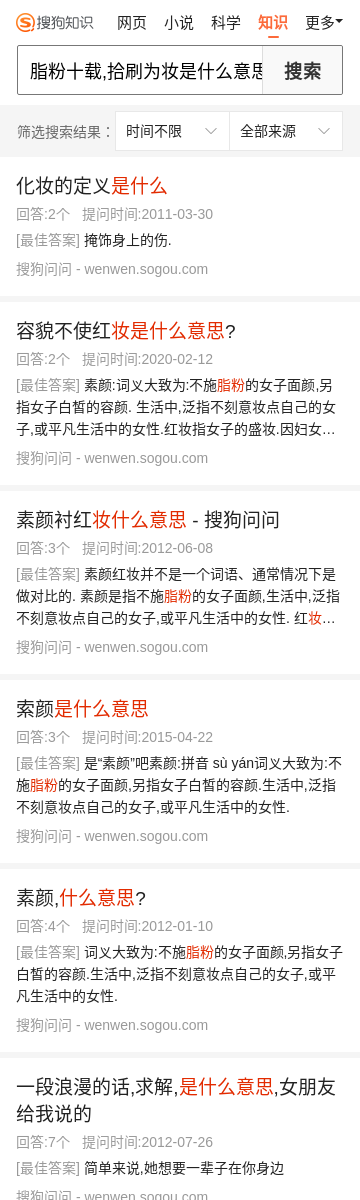 搜狗知识 网页 小说 科学 知识 更多
脂粉十载,拾刷为妆是什么意思 搜索
筛选搜索结果： 时间不限 全部来源
化妆的定义是什么
回答:2个 提问时间:2011-03-30
[最佳答案] 掩饰身上的伤.
搜狗问问 - wenwen.sogou.com
容貌不使红妆是什么意思?
回答:2个 提问时间:2020-02-12
[最佳答案] 素颜:词义大致为:不施脂粉的女子面颜,另
指女子白皙的容颜. 生活中,泛指不刻意妆点自己的女
子,或平凡生活中的女性.红妆指女子的盛妆.因妇女…
搜狗问问 - wenwen.sogou.com
素颜衬红妆什么意思 - 搜狗问问
回答:3个 提问时间:2012-06-08
[最佳答案] 素颜红妆并不是一个词语、通常情况下是
做对比的. 素颜是指不施脂粉的女子面颜,生活中,泛指
不刻意妆点自己的女子,或平凡生活中的女性. 红妆…
搜狗问问 - wenwen.sogou.com
索颜是什么意思
回答:3个 提问时间:2015-04-22
[最佳答案] 是“素颜”吧素颜:拼音 sù yán词义大致为:不
施脂粉的女子面颜,另指女子白皙的容颜.生活中,泛指
不刻意妆点自己的女子,或平凡生活中的女性.
搜狗问问 - wenwen.sogou.com
素颜,什么意思?
回答:4个 提问时间:2012-01-10
[最佳答案] 词义大致为:不施脂粉的女子面颜,另指女子
白皙的容颜.生活中,泛指不刻意妆点自己的女子,或平
凡生活中的女性.
搜狗问问 - wenwen.sogou.com
一段浪漫的话,求解,是什么意思,女朋友
给我说的
回答:7个 提问时间:2012-07-26
[最佳答案] 简单来说,她想要一辈子在你身边
搜狗问问 - wenwen.sogou.com